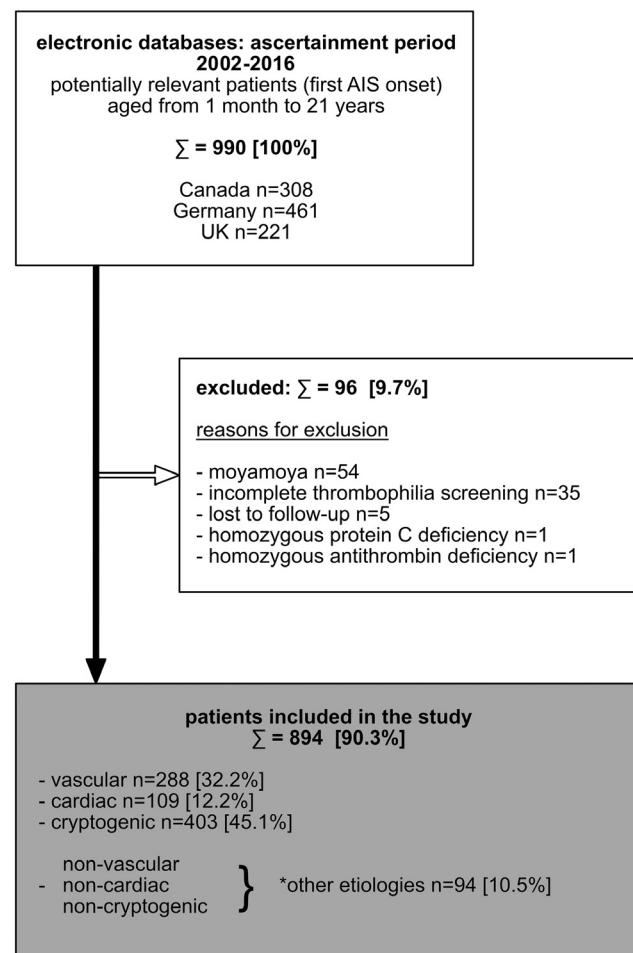 electronic databases: ascertainment period
2002-2016
potentially relevant patients (first AIS onset)
aged from 1 month to 21 years
∑ = 990 [100%]
Canada n=308
Germany n=461
UK n=221
excluded: ∑ = 96 [9.7%]
reasons for exclusion
- moyamoya n=54
- incomplete thrombophilia screening n=35
- lost to follow-up n=5
- homozygous protein C deficiency n=1
- homozygous antithrombin deficiency n=1
patients included in the study
∑ = 894 [90.3%]
- vascular n=288 [32.2%]
- cardiac n=109 [12.2%]
- cryptogenic n=403 [45.1%]
non-vascular
- non-cardiac } *other etiologies n=94 [10.5%]
non-cryptogenic